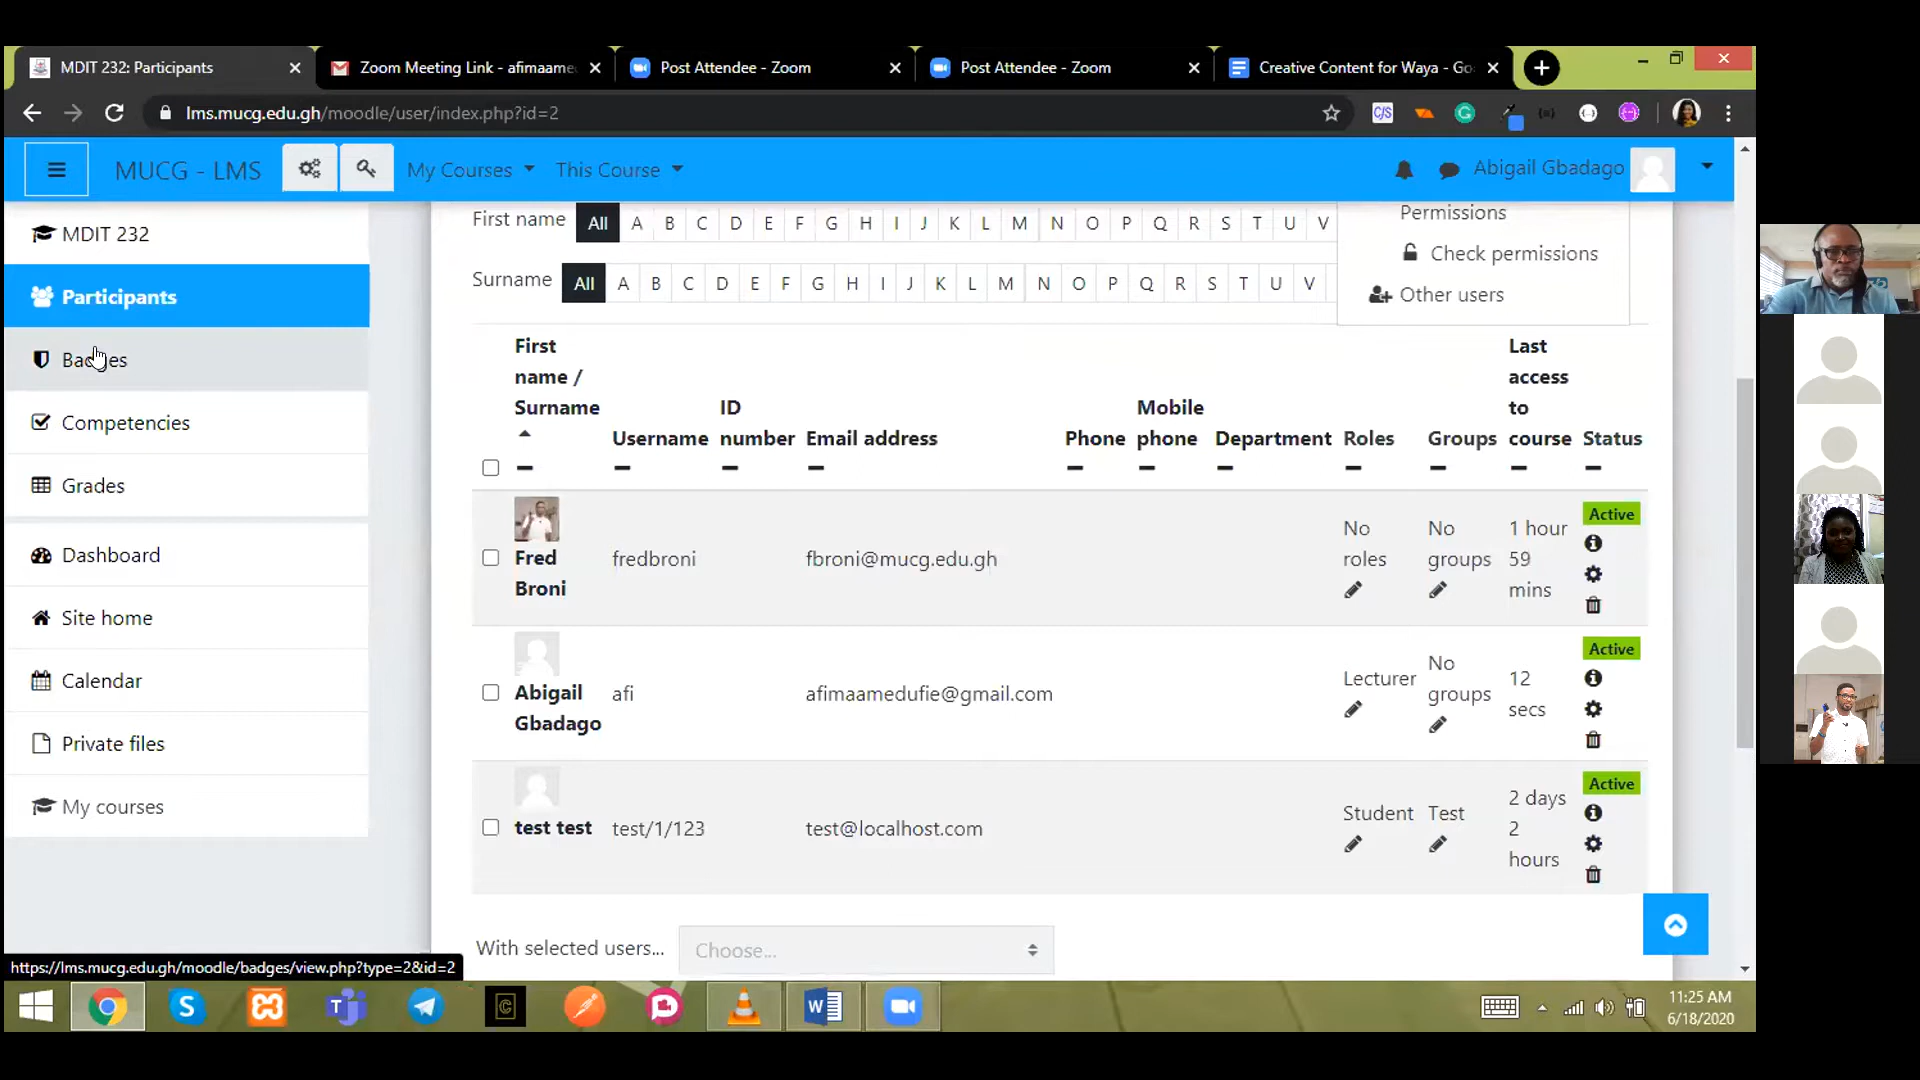 MDIT 232: Participants
Zoom Meeting Link - afimaame
Post Attendee - Zoom
Post Attendee - Zoom
Creative Content for Waya - Go
lms.mucg.edu.gh/moodle/user/index.php?id=2
MUCG - LMS
My Courses
This Course
Abigail Gbadago
MDIT 232
Participants
Badges
Competencies
Grades
Dashboard
Site home
Calendar
Private files
My courses
First name All A B C D E F G H I J K L M N O P Q R S T U V
Surname All A B C D E F G H I J K L M N O P Q R S T U V
Permissions
Check permissions
Other users
First name / Surname
Username
ID number
Email address
Phone
Mobile phone
Department
Roles
Groups
Last access to course
Status
Fred Broni
fredbroni
fbroni@mucg.edu.gh
No roles
No groups
1 hour 59 mins
Active
Abigail Gbadago
afi
afimaamedufie@gmail.com
Lecturer
No groups
12 secs
Active
test test
test/1/123
test@localhost.com
Student
Test
2 days 2 hours
Active
With selected users...
Choose...
https://lms.mucg.edu.gh/moodle/badges/view.php?type=2&id=2
11:25 AM
6/18/2020